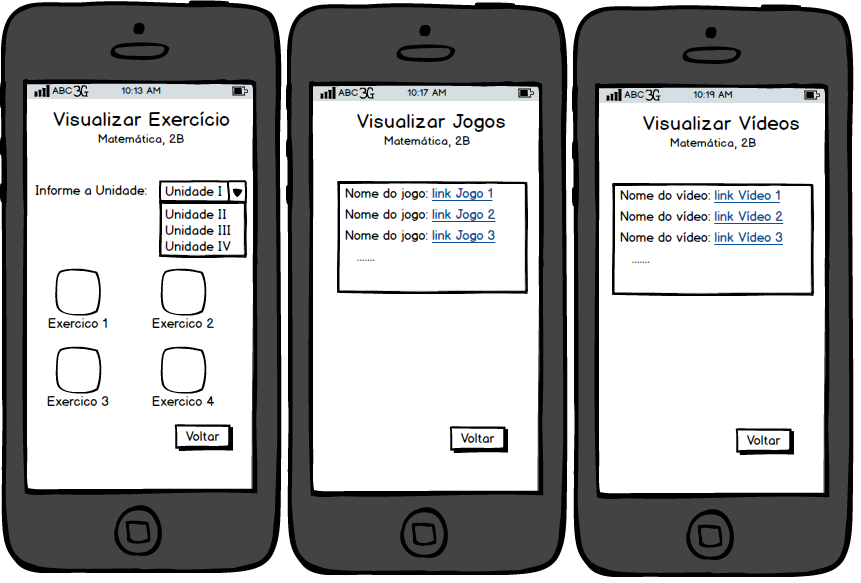 ABC 3G 10:13 AM
Visualizar Exercício
Matemática, 2B
Informe a Unidade: Unidade I
Unidade II
Unidade III
Unidade IV
Exercico 1 Exercico 2
Exercico 3 Exercico 4
Voltar
ABC 3G 10:17 AM
Visualizar Jogos
Matemática, 2B
Nome do jogo: link Jogo 1
Nome do jogo: link Jogo 2
Nome do jogo: link Jogo 3
.......
Voltar
ABC 3G 10:19 AM
Visualizar Vídeos
Matemática, 2B
Nome do vídeo: link Vídeo 1
Nome do vídeo: link Vídeo 2
Nome do vídeo: link Vídeo 3
.......
Voltar